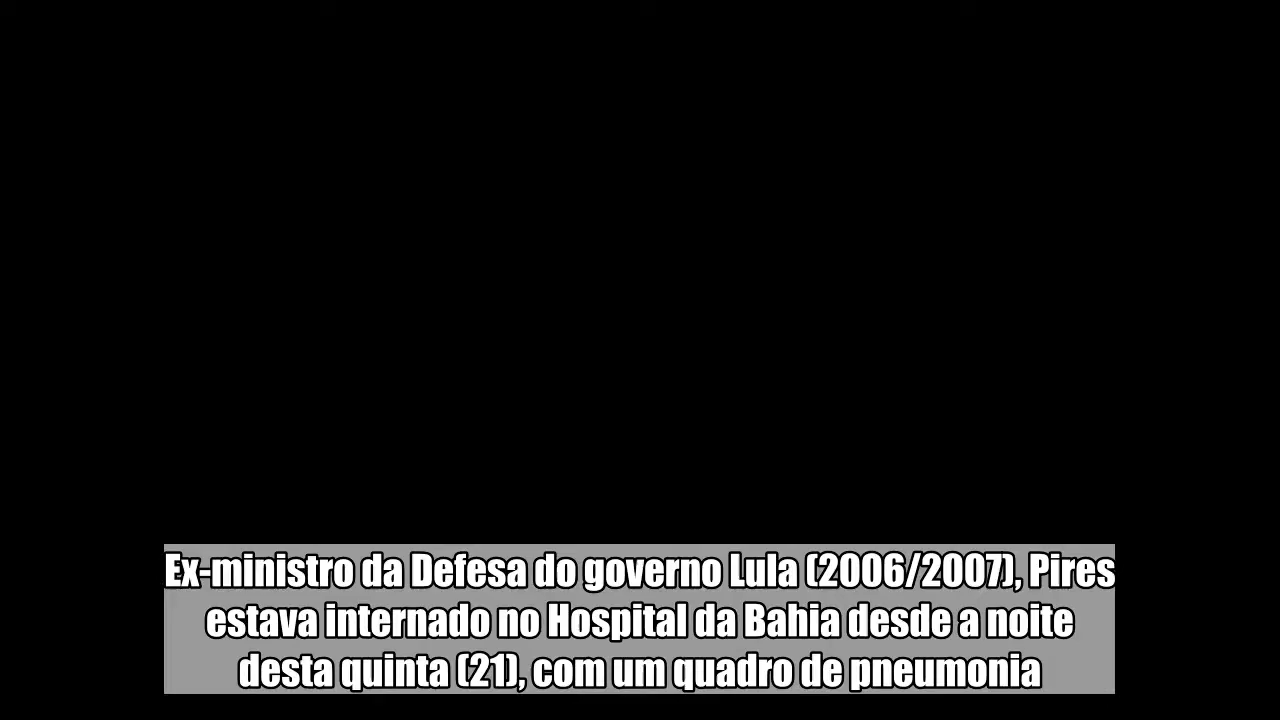 Ex-ministro da Defesa do governo Lula (2006/2007), Pires
estava internado no Hospital da Bahia desde a noite
desta quinta (21), com um quadro de pneumonia